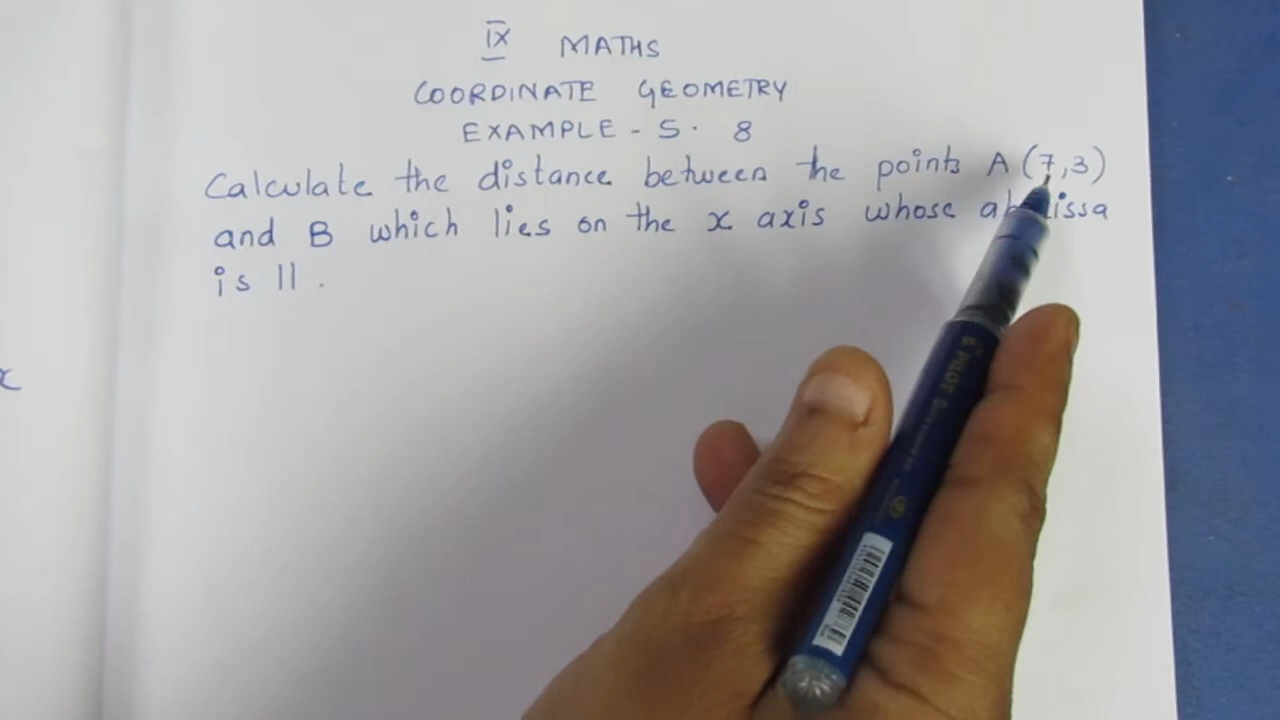 IX MATHS
COORDINATE GEOMETRY
EXAMPLE - 5. 8
Calculate the distance between the points A (7,3)
and B which lies on the x axis whose
is 11.
x
PILOT